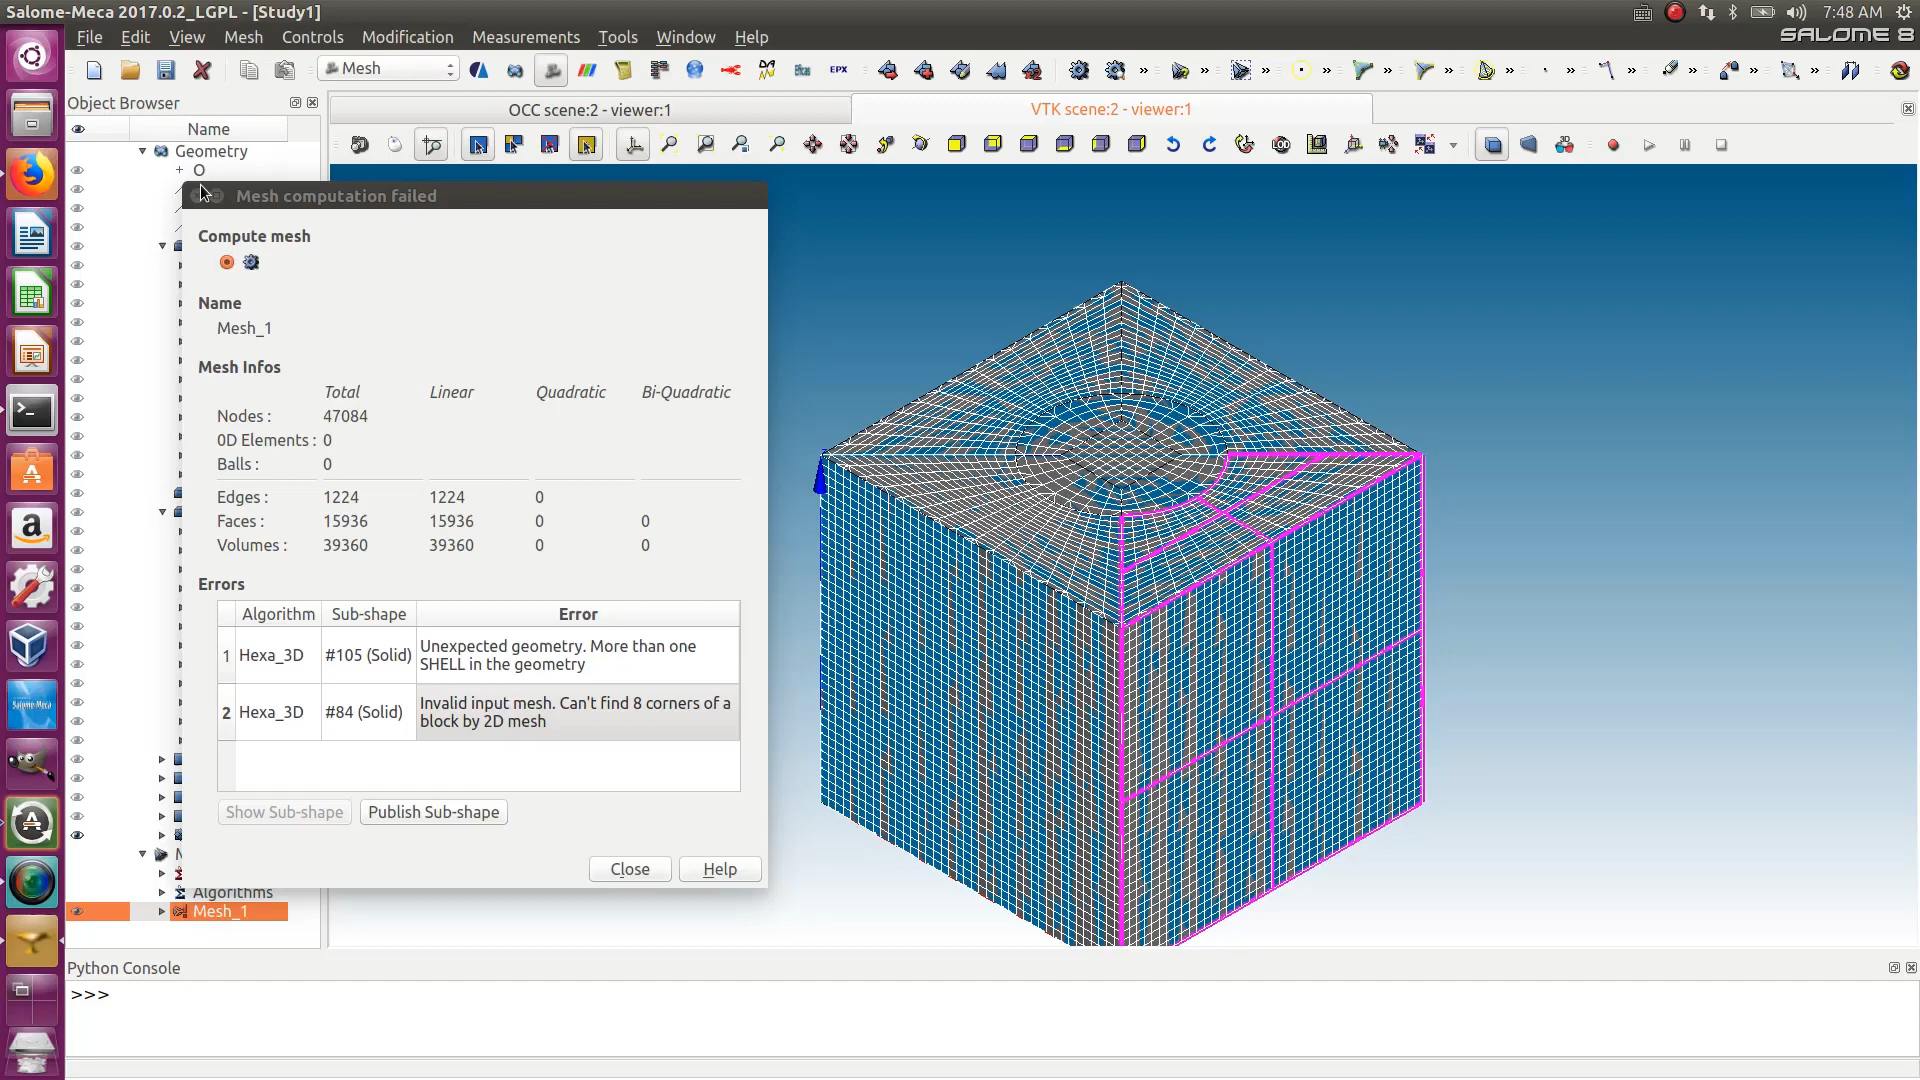 Salome-Meca 2017.0.2_LGPL - [Study1]
7:48 AM
File Edit View Mesh Controls Modification Measurements Tools Window Help
SALOME 8
Mesh
EPX
Object Browser
OCC scene:2 - viewer:1
VTK scene:2 - viewer:1
Name
Geometry
O
LOD
Mesh computation failed
Compute mesh
Name
Mesh_1
Mesh Infos
Total Linear Quadratic Bi-Quadratic
Nodes : 47084
0D Elements : 0
Balls : 0
Edges : 1224 1224 0
Faces : 15936 15936 0 0
Volumes : 39360 39360 0 0
Errors
Algorithm Sub-shape Error
1 Hexa_3D #105 (Solid) Unexpected geometry. More than one
SHELL in the geometry
2 Hexa_3D #84 (Solid) Invalid input mesh. Can't find 8 corners of a
block by 2D mesh
Show Sub-shape Publish Sub-shape
Close Help
Algorithms
Mesh_1
Salome-Meca
Python Console
>>>